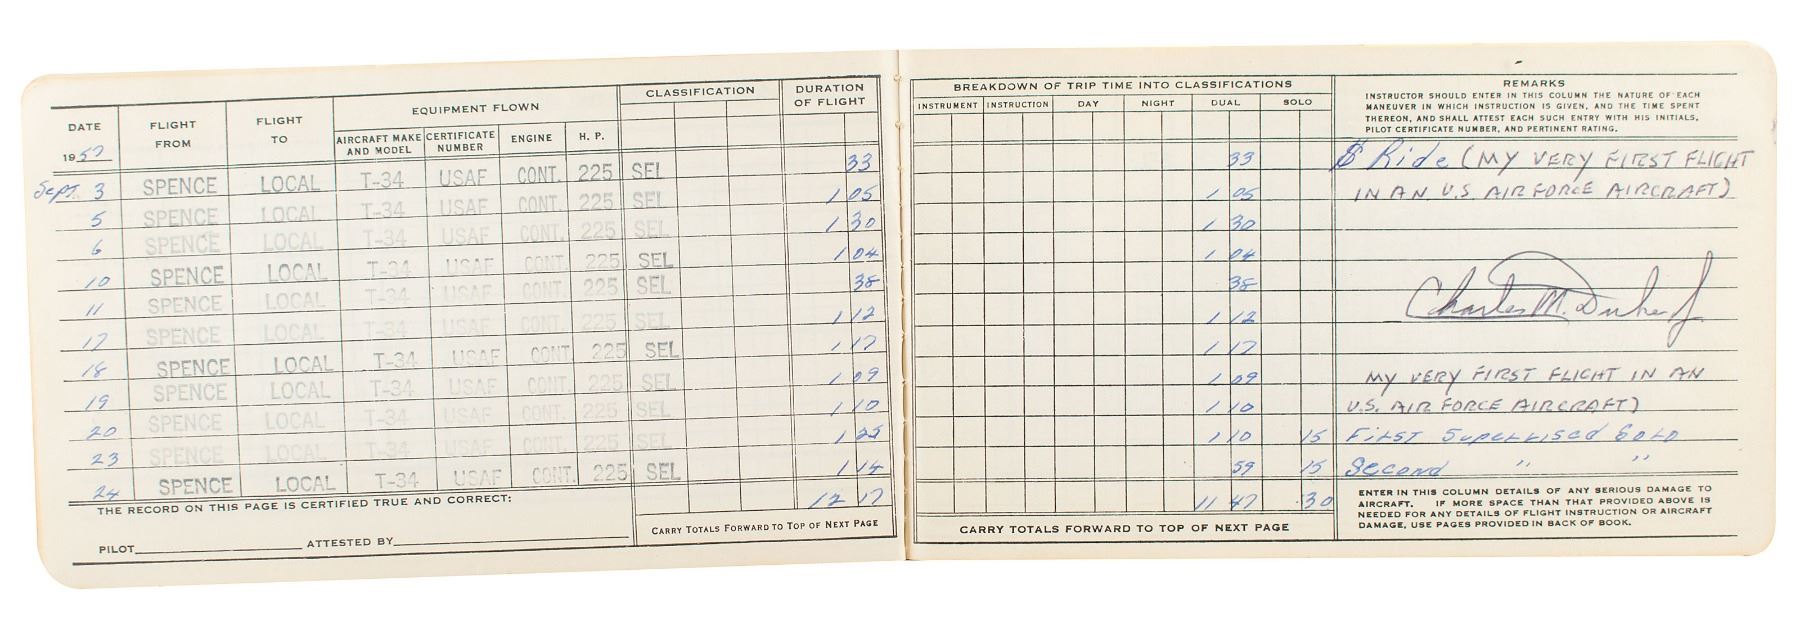 DATE
1957
FLIGHT FROM
FLIGHT TO
EQUIPMENT FLOWN
AIRCRAFT MAKE AND MODEL
CERTIFICATE NUMBER
ENGINE
H. P.
CLASSIFICATION
DURATION OF FLIGHT
Sept. 3 SPENCE LOCAL T-34 USAF CONT. 225 SEL 33
5 SPENCE LOCAL T-34 USAF CONT. 225 SEL 1 05
6 SPENCE LOCAL T-34 USAF CONT. 225 SEL 1 30
10 SPENCE LOCAL T-34 USAF CONT. 225 SEL 1 04
11 SPENCE LOCAL T-34 USAF CONT. 225 SEL 38
17 SPENCE LOCAL T-34 USAF CONT. 225 SEL 1 12
18 SPENCE LOCAL T-34 USAF CONT. 225 SEL 1 17
19 SPENCE LOCAL T-34 USAF CONT. 225 SEL 1 09
20 SPENCE LOCAL T-34 USAF CONT. 225 SEL 1 10
23 SPENCE LOCAL T-34 USAF CONT. 225 SEL 1 25
24 SPENCE LOCAL T-34 USAF CONT. 225 SEL 1 14
THE RECORD ON THIS PAGE IS CERTIFIED TRUE AND CORRECT:
12 17
PILOT ATTESTED BY
CARRY TOTALS FORWARD TO TOP OF NEXT PAGE
BREAKDOWN OF TRIP TIME INTO CLASSIFICATIONS
INSTRUMENT INSTRUCTION DAY NIGHT DUAL SOLO
33
1 05
1 30
1 04
38
1 12
1 17
1 09
1 10
1 10 15
59 15
11 47 30
CARRY TOTALS FORWARD TO TOP OF NEXT PAGE
REMARKS
INSTRUCTOR SHOULD ENTER IN THIS COLUMN THE NATURE OF EACH
MANEUVER IN WHICH INSTRUCTION IS GIVEN, AND THE TIME SPENT
THEREON, AND SHALL ATTEST EACH SUCH ENTRY WITH HIS INITIALS,
PILOT CERTIFICATE NUMBER, AND PERTINENT RATING.
$ Ride (MY VERY FIRST FLIGHT
IN AN U.S. AIR FORCE AIRCRAFT)
Charles M. Duke Jr.
MY VERY FIRST FLIGHT IN AN
U.S. AIR FORCE AIRCRAFT)
First Supervised Solo
Second " "
ENTER IN THIS COLUMN DETAILS OF ANY SERIOUS DAMAGE TO
AIRCRAFT. IF MORE SPACE THAN THAT PROVIDED ABOVE IS
NEEDED FOR ANY DETAILS OF FLIGHT INSTRUCTION OR AIRCRAFT
DAMAGE, USE PAGES PROVIDED IN BACK OF BOOK.